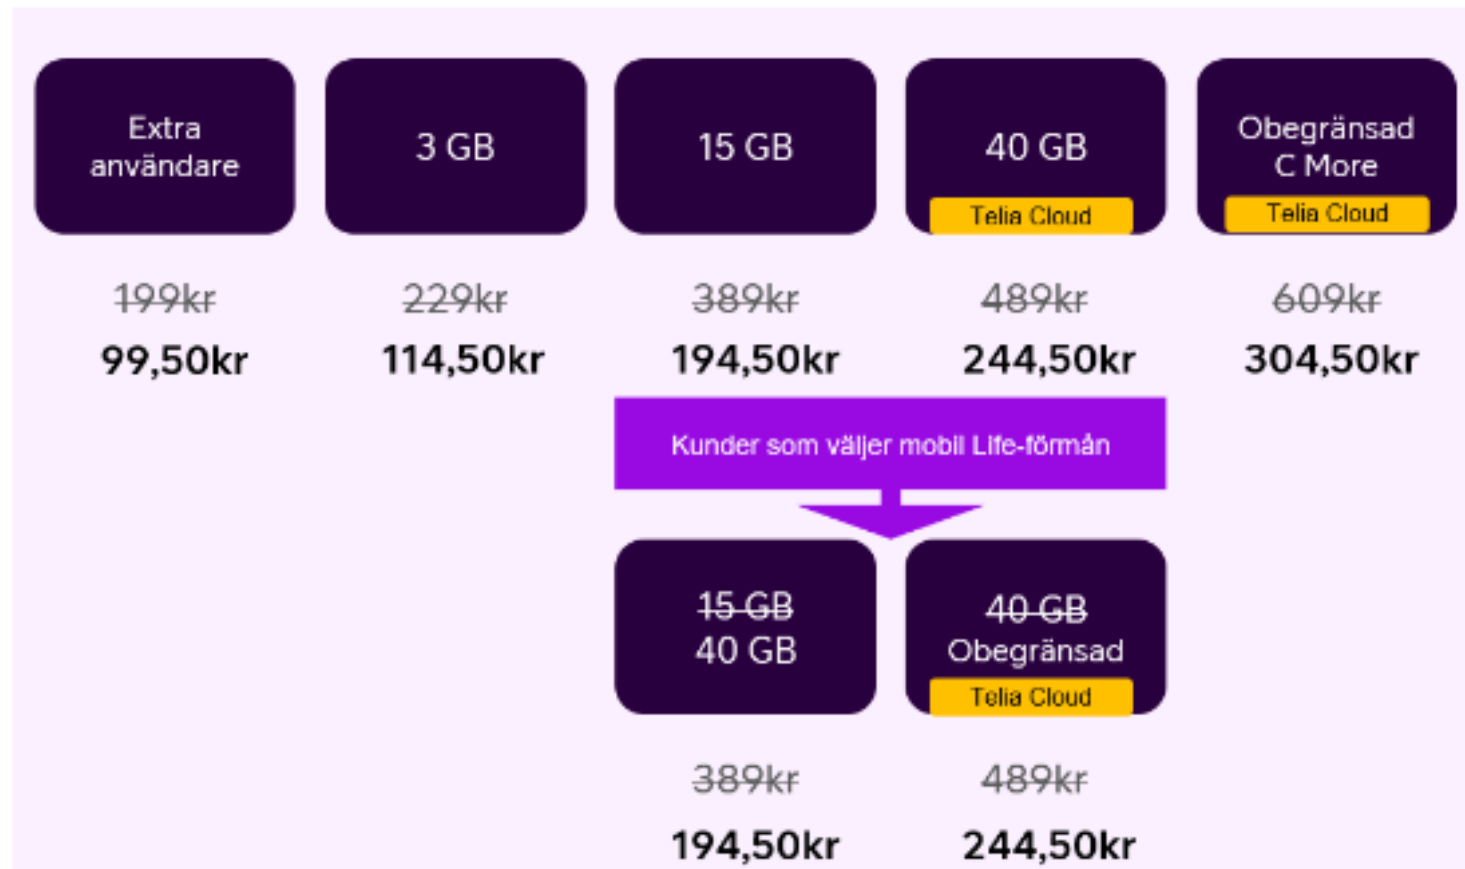 Extra
användare
3 GB
15 GB
40 GB
Telia Cloud
Obegränsad
C More
Telia Cloud
199kr
229kr
389kr
489kr
609kr
99,50kr
114,50kr
194,50kr
244,50kr
304,50kr
Kunder som väljer mobil Life-förmån
15 GB
40 GB
40 GB
Obegränsad
Telia Cloud
389kr
489kr
194,50kr
244,50kr